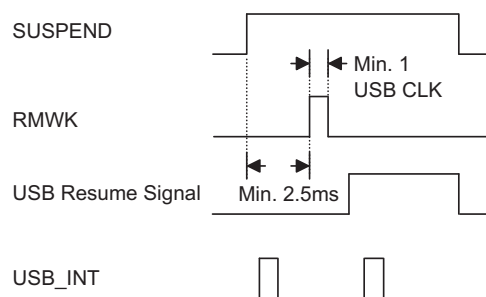 SUSPEND
Min. 1
USB CLK
RMWK
USB Resume Signal
Min. 2.5ms
USB_INT